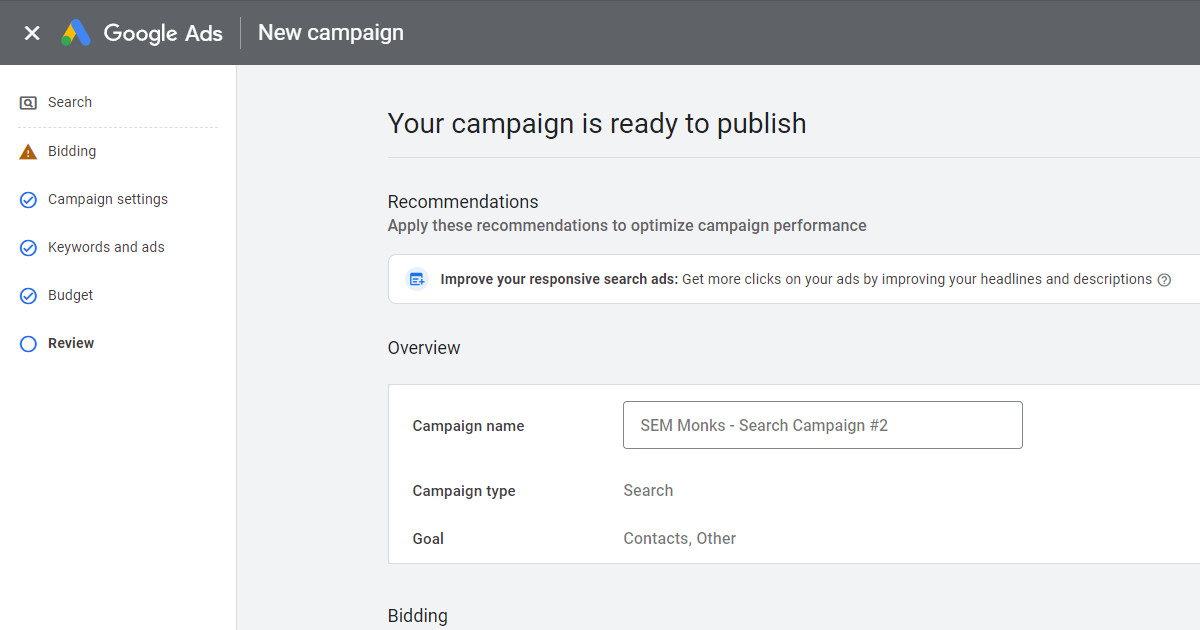 Google Ads
New campaign
Search
Bidding
Campaign settings
Keywords and ads
Budget
Review
Your campaign is ready to publish
Recommendations
Apply these recommendations to optimize campaign performance
Improve your responsive search ads: Get more clicks on your ads by improving your headlines and descriptions
Overview
Campaign name SEM Monks - Search Campaign #2
Campaign type Search
Goal Contacts, Other
Bidding